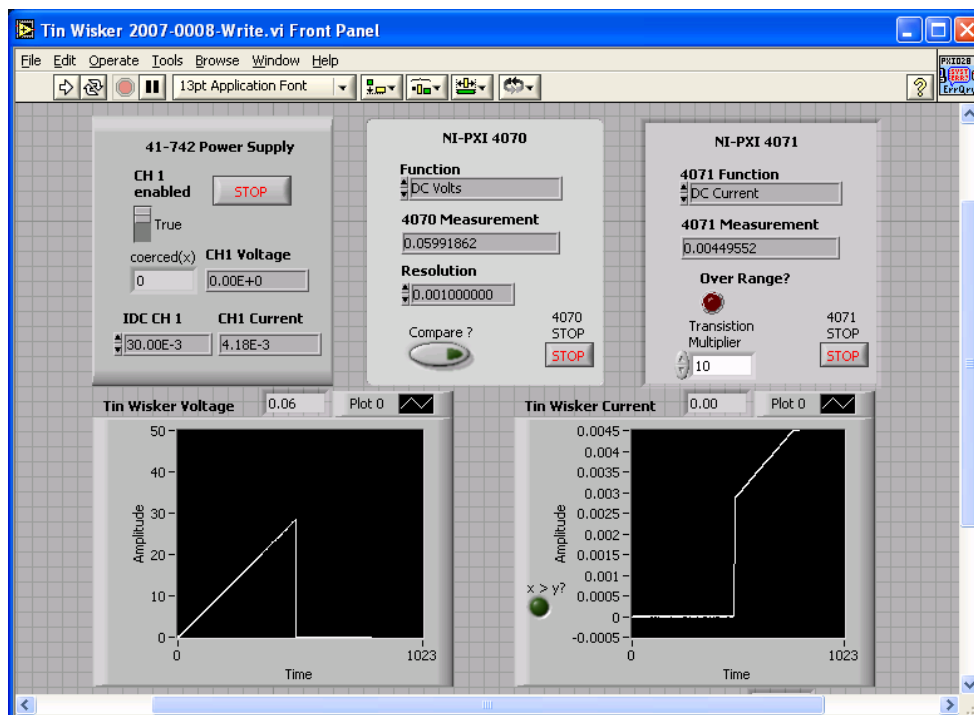 Tin Wisker 2007-0008-Write.vi Front Panel
File Edit Operate Tools Browse Window Help
13pt Application Font
?
PXI028
SYST
ERR?
ErrQry
41-742 Power Supply
CH 1
enabled
STOP
True
coerced(x)
CH1 Voltage
0
0.00E+0
IDC CH 1
CH1 Current
30.00E-3
4.18E-3
NI-PXI 4070
Function
DC Volts
4070 Measurement
0.05991862
Resolution
0.001000000
Compare ?
4070
STOP
STOP
NI-PXI 4071
4071 Function
DC Current
4071 Measurement
0.00449552
Over Range?
Transistion
Multiplier
10
4071
STOP
STOP
Tin Wisker Voltage
0.06
Plot 0
50
40
30
20
10
0
Amplitude
0
1023
Time
Tin Wisker Current
0.00
Plot 0
0.0045
0.004
0.0035
0.003
0.0025
0.002
0.0015
0.001
0.0005
0
-0.0005
Amplitude
x > y?
0
1023
Time